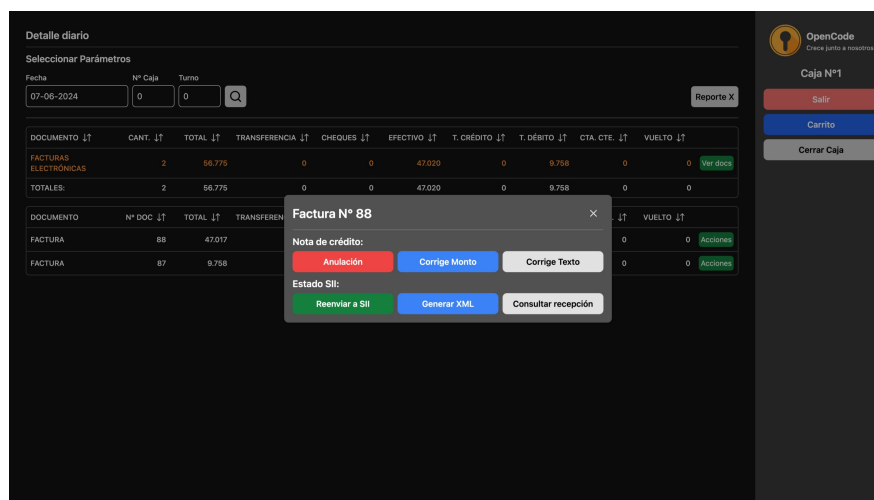 Detalle diario
Seleccionar Parámetros
Fecha Nº Caja Turno
07-06-2024 0 0 Reporte X
DOCUMENTO ↓↑ CANT. ↓↑ TOTAL ↓↑ TRANSFERENCIA ↓↑ CHEQUES ↓↑ EFECTIVO ↓↑ T. CRÉDITO ↓↑ T. DÉBITO ↓↑ CTA. CTE. ↓↑ VUELTO ↓↑
FACTURAS ELECTRÓNICAS 2 56.775 0 0 47.020 0 9.758 0 0 Ver docs
TOTALES: 2 56.775 0 0 47.020 0 9.758 0 0
DOCUMENTO Nº DOC ↓↑ TOTAL ↓↑ TRANSFEREN . ↓↑ VUELTO ↓↑
FACTURA 88 47.017 0 0 Acciones
FACTURA 87 9.758 0 0 Acciones
Factura Nº 88 ×
Nota de crédito:
Anulación Corrige Monto Corrige Texto
Estado SII:
Reenviar a SII Generar XML Consultar recepción
OpenCode
Crece junto a nosotros
Caja Nº1
Salir
Carrito
Cerrar Caja